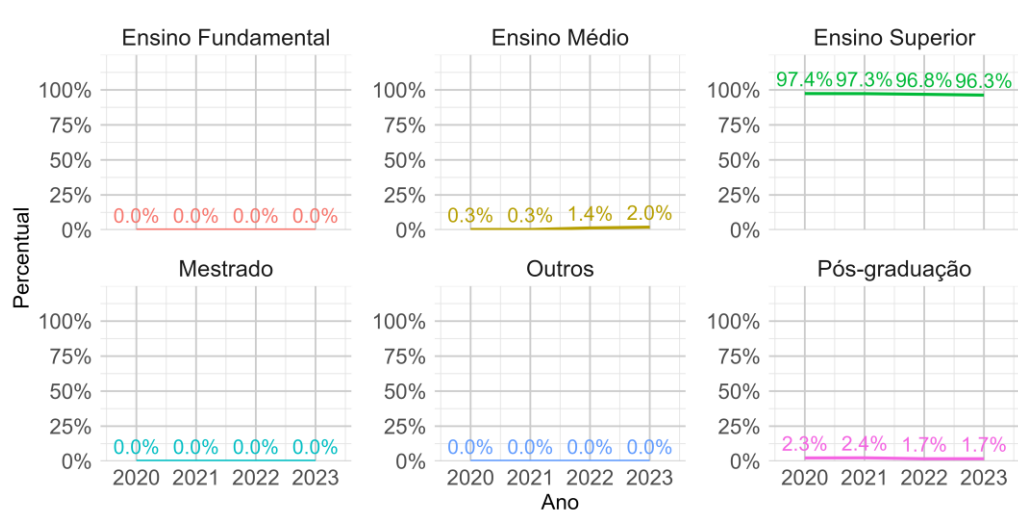 Ensino Fundamental
Ensino Médio
Ensino Superior
100%
75%
50%
25%
0%
0.0% 0.0% 0.0% 0.0%
100%
75%
50%
25%
0%
0.3% 0.3% 1.4% 2.0%
100%
75%
50%
25%
0%
97.4% 97.3% 96.8% 96.3%
Percentual
Mestrado
Outros
Pós-graduação
100%
75%
50%
25%
0%
0.0% 0.0% 0.0% 0.0%
2020 2021 2022 2023
100%
75%
50%
25%
0%
0.0% 0.0% 0.0% 0.0%
2020 2021 2022 2023
100%
75%
50%
25%
0%
2.3% 2.4% 1.7% 1.7%
2020 2021 2022 2023
Ano